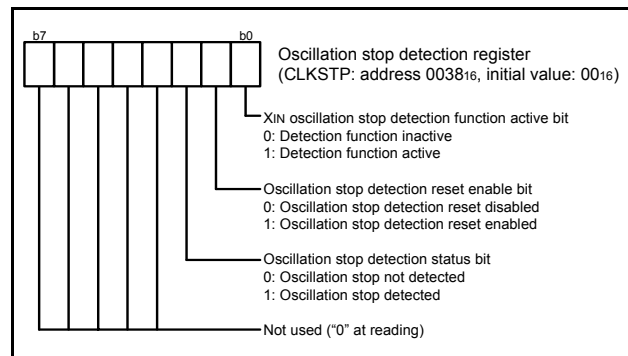 b7 b0
Oscillation stop detection register
(CLKSTP: address 003816, initial value: 0016)
XIN oscillation stop detection function active bit
0: Detection function inactive
1: Detection function active
Oscillation stop detection reset enable bit
0: Oscillation stop detection reset disabled
1: Oscillation stop detection reset enabled
Oscillation stop detection status bit
0: Oscillation stop not detected
1: Oscillation stop detected
Not used (“0” at reading)